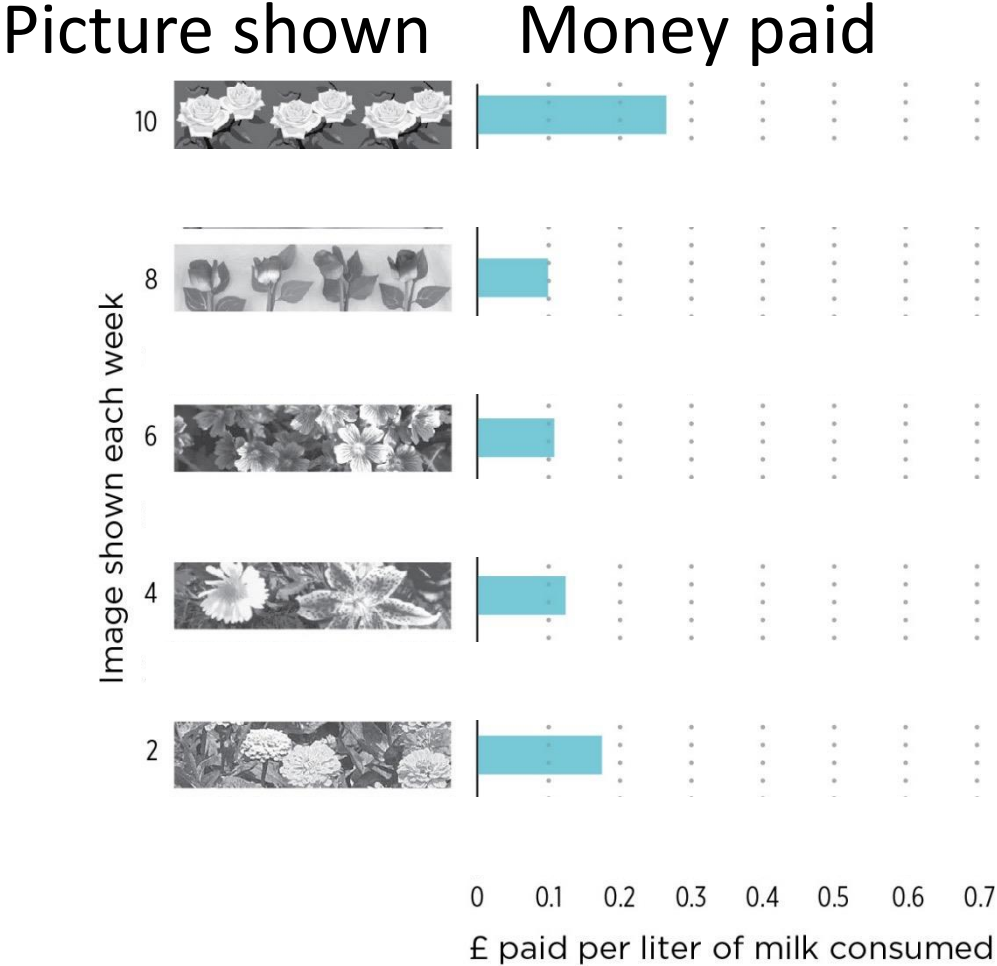 Picture shown
Money paid
10
8
6
4
2
Image shown each week
0 0.1 0.2 0.3 0.4 0.5 0.6 0.7
£ paid per liter of milk consumed